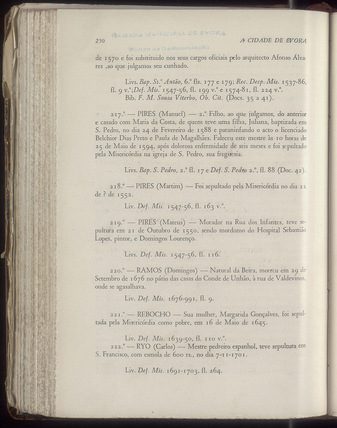 230
A CIDADE DE ÉVORA
de 1570 e foi substituido nos seus cargos oficiais pelo arquitecto Afonso Alva-
res ,ao que julgamos seu cunhado.
Livs. Bap. St.º Antão, 6.º fls. 177 e 179; Rec. Desp. Mis. 1537-86,
fl. 9 v.º; Def. Mis. 1547-56, fl. 199 v.º e 1574-81, fl. 224 v.º.
Bib. F. M. Sousa Viterbo, Ob. Cit. (Docs. 35 a 41).
217.º — PIRES (Manuel) — 2.º Filho, ao que julgamos, do anterior
e casado com Maria da Costa, de quem teve uma filha, Juliana, baptizada em
S. Pedro, no dia 24 de Fevereiro de 1588 e paraninfando o acto o licenciado
Belchior Dias Preto e Paula de Magalhães. Faleceu este mestre às 10 horas de
25 de Maio de 1594, após dolorosa enfermidade de seis meses e foi sepultado
pela Misericórdia na igreja de S. Pedro, sua freguesia.
Livs. Bap. S. Pedro, 2.º fl. 17 e Def. S. Pedro 2.º, fl. 88 (Doc. 42).
218.º — PIRES (Martim) — Foi sepultado pela Misericórdia no dia 22
de ? de 1552.
Liv. Def. Mis. 1547-56, fl. 163 v.º.
219.º — PIRES (Mateus) — Morador na Rua dos Infantes, teve se-
pultura em 21 de Outubro de 1550, sendo mordomo do Hospital Sebastião
Lopes, pintor, e Domingos Lourenço.
Livs. Def. Mis. 1547-56, fl. 116.
220.º — RAMOS (Domingos) — Natural da Beira, morreu em 29 de
Setembro de 1676 no pátio das casas do Conde de Unhão, à rua de Valdevinos,
onde se agasalhava.
Liv. Def. Mis. 1676-991, fl. 9.
221.º — REBOCHO — Sua mulher, Margarida Gonçalves, foi sepul-
tada pela Misericórdia como pobre, em 16 de Maio de 1645.
Liv. Def. Mis. 1639-50, fl. 110 v.º.
222.º — RYO (Carlos) — Mestre pedreiro espanhol, teve sepultura em
S. Francisco, com esmola de 600 rs., no dia 7-11-1701.
Liv. Def. Mis. 1691-1703, fl. 264.